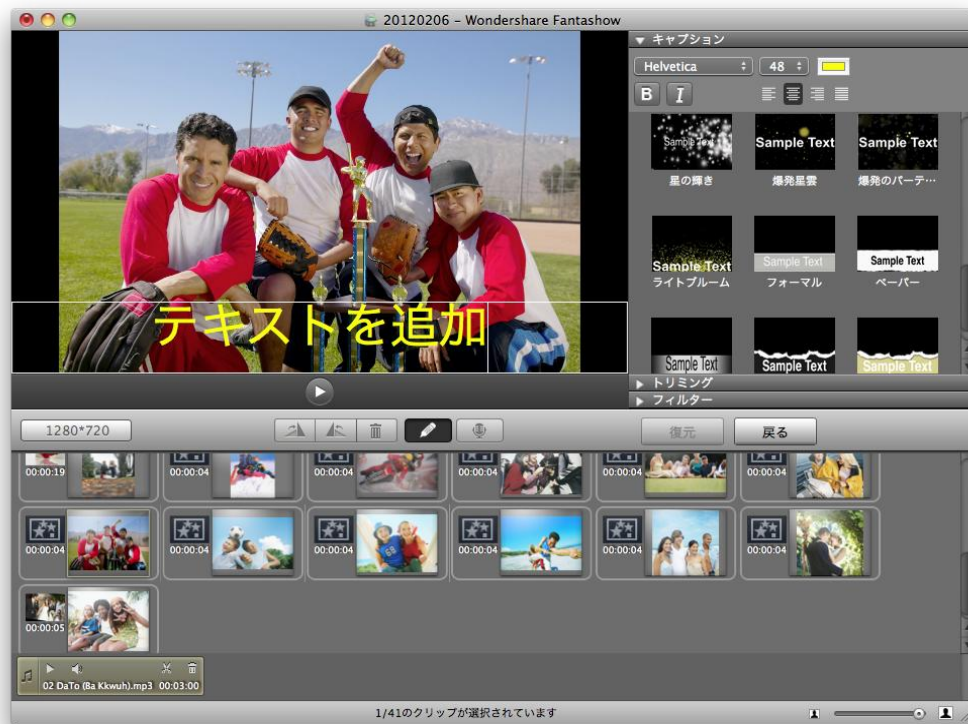 20120206 – Wondershare Fantashow
キャプション
Helvetica
48
B I
Sample Text
Sample Text
Sample Text
星の輝き
爆発星雲
爆発のパーテ…
Sample Text
Sample Text
Sample Text
ライトブルーム
フォーマル
ペーパー
Sample Text
Sample Text
Sample Text
テキストを追加
トリミング
フィルター
1280*720
復元
戻る
00:00:19
00:00:04
00:00:04
00:00:04
00:00:04
00:00:04
00:00:04
00:00:04
00:00:04
00:00:04
00:00:04
00:00:04
00:00:05
02 DaTo (Ba Kkwuh).mp3 00:03:00
1/41のクリップが選択されています